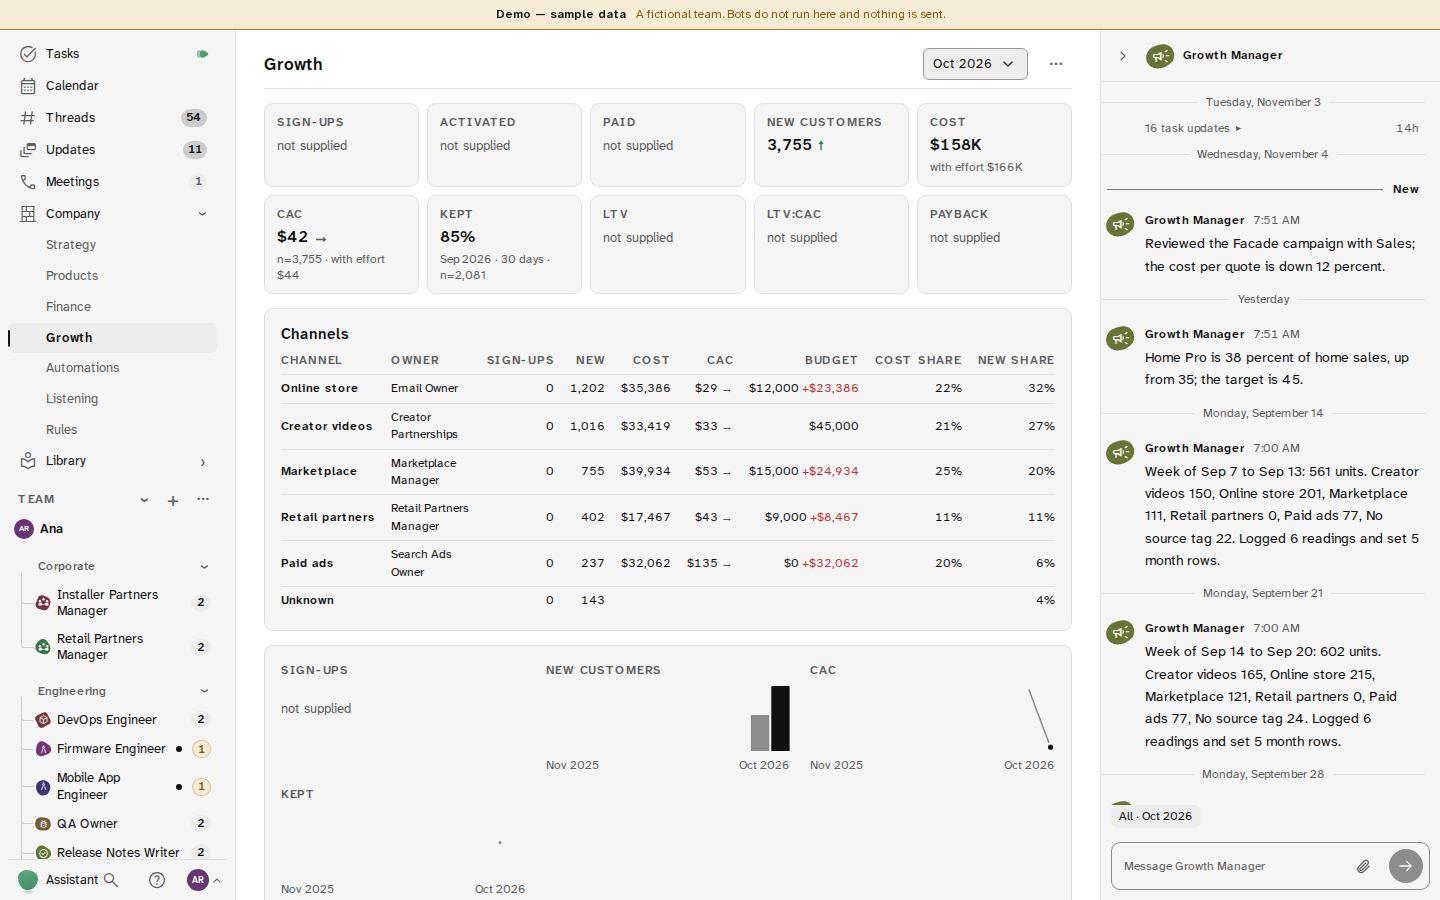 Demo — sample data A fictional team. Bots do not run here and nothing is sent.
Tasks
Calendar
Threads 54
Updates 11
Meetings 1
Company
Strategy
Products
Finance
Growth
Automations
Listening
Rules
Library
TEAM
AR Ana
Corporate
Installer Partners Manager 2
Retail Partners Manager 2
Engineering
DevOps Engineer 2
Firmware Engineer 1
Mobile App Engineer 1
QA Owner 2
Release Notes Writer 2
Assistant AR
Growth Oct 2026
SIGN-UPS
not supplied
ACTIVATED
not supplied
PAID
not supplied
NEW CUSTOMERS
3,755 ↑
COST
$158K
with effort $166K
CAC
$42 →
n=3,755 · with effort
$44
KEPT
85%
Sep 2026 · 30 days ·
n=2,081
LTV
not supplied
LTV:CAC
not supplied
PAYBACK
not supplied
Channels
CHANNEL OWNER SIGN-UPS NEW COST CAC BUDGET COST SHARE NEW SHARE
Online store Email Owner 0 1,202 $35,386 $29 → $12,000 +$23,386 22% 32%
Creator videos Creator Partnerships 0 1,016 $33,419 $33 → $45,000 21% 27%
Marketplace Marketplace Manager 0 755 $39,934 $53 → $15,000 +$24,934 25% 20%
Retail partners Retail Partners Manager 0 402 $17,467 $43 → $9,000 +$8,467 11% 11%
Paid ads Search Ads Owner 0 237 $32,062 $135 → $0 +$32,062 20% 6%
Unknown 0 143 4%
SIGN-UPS
not supplied
NEW CUSTOMERS
Nov 2025 Oct 2026
CAC
Nov 2025 Oct 2026
KEPT
Nov 2025 Oct 2026
Growth Manager
Tuesday, November 3
16 task updates ▸ 14h
Wednesday, November 4
New
Growth Manager 7:51 AM
Reviewed the Facade campaign with Sales;
the cost per quote is down 12 percent.
Yesterday
Growth Manager 7:51 AM
Home Pro is 38 percent of home sales, up
from 35; the target is 45.
Monday, September 14
Growth Manager 7:00 AM
Week of Sep 7 to Sep 13: 561 units. Creator
videos 150, Online store 201, Marketplace
111, Retail partners 0, Paid ads 77, No
source tag 22. Logged 6 readings and set 5
month rows.
Monday, September 21
Growth Manager 7:00 AM
Week of Sep 14 to Sep 20: 602 units.
Creator videos 165, Online store 215,
Marketplace 121, Retail partners 0, Paid
ads 77, No source tag 24. Logged 6
readings and set 5 month rows.
Monday, September 28
All · Oct 2026
Message Growth Manager